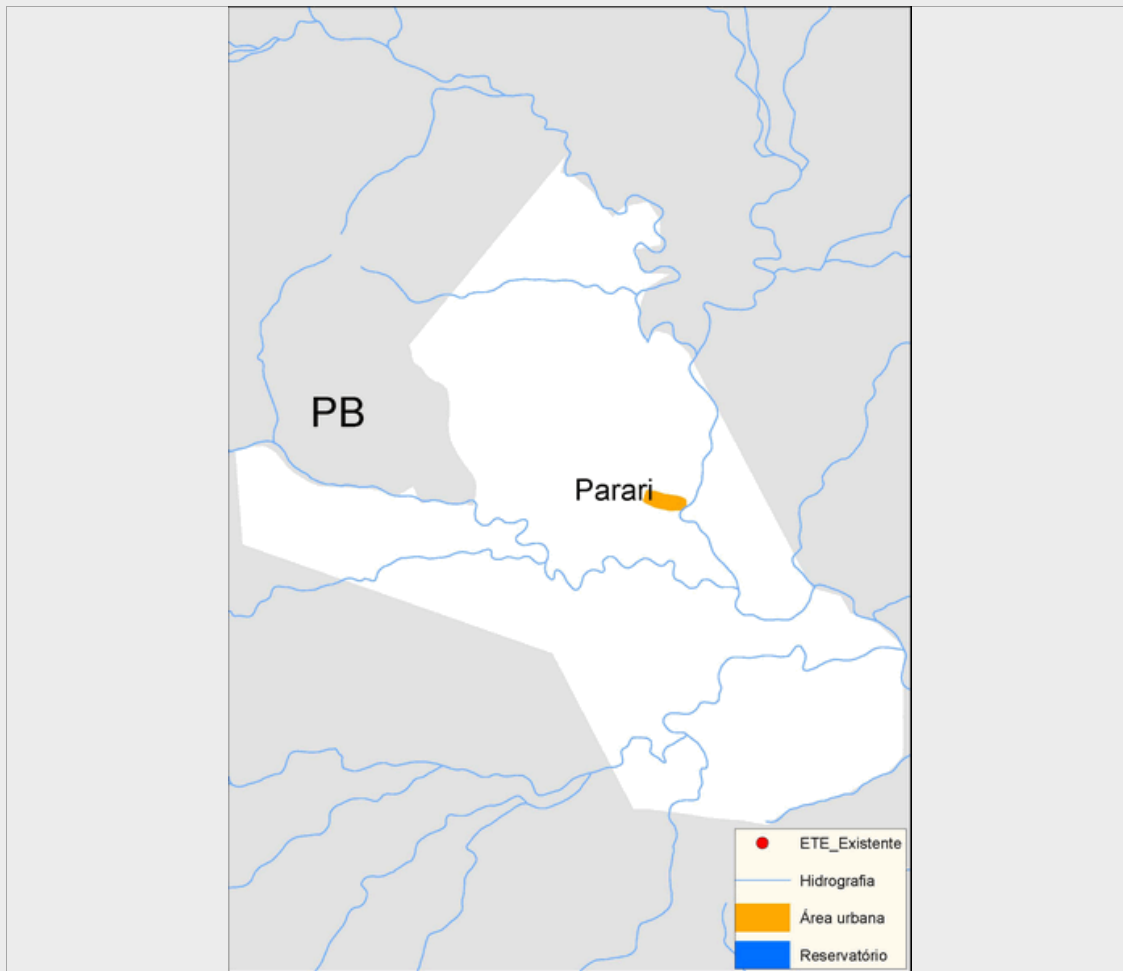 PB
Parari
ETE_Existente
Hidrografia
Área urbana
Reservatório